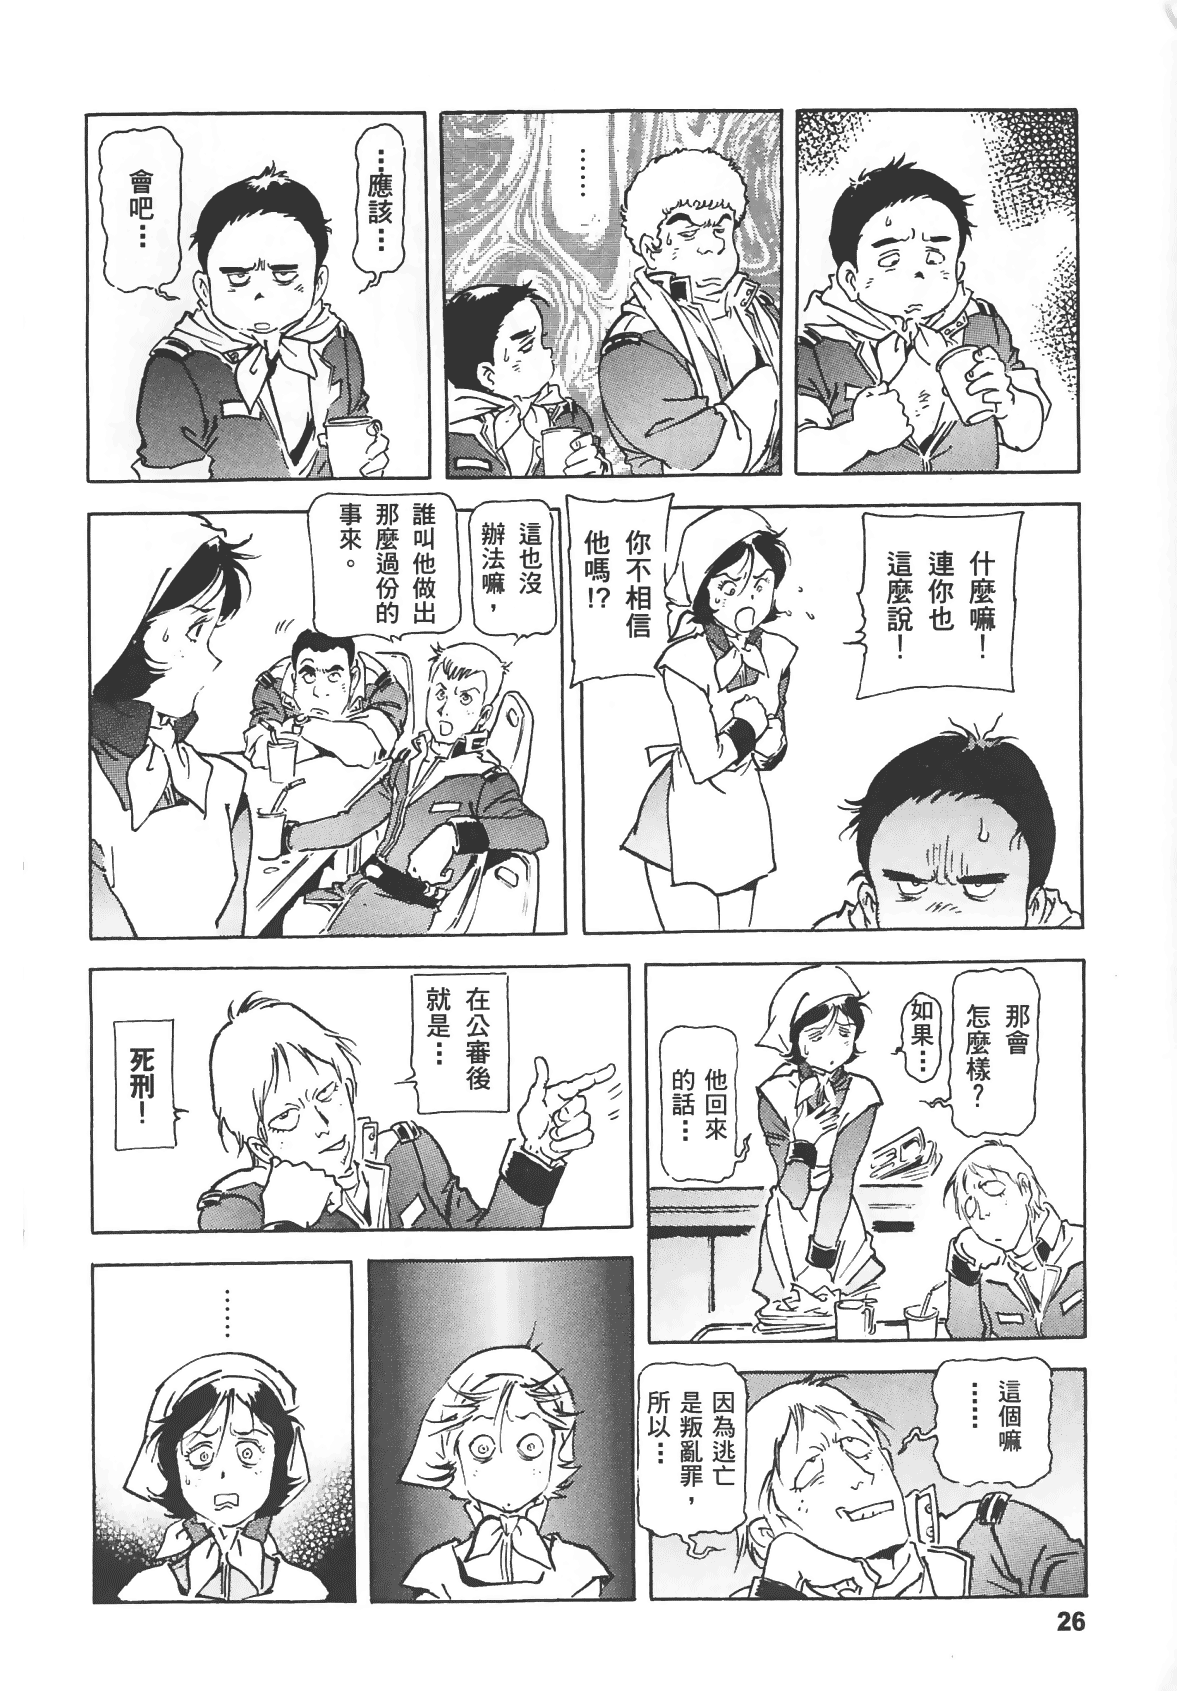 ……
…應該…
會吧…
什麼嘛！
連你也
這麼說！
你不相信
他嗎!?
這也沒
辦法嘛，
誰叫他做出
那麼過份的
事來。
那會
怎麼樣？
如果…
他回來
的話…
這個嘛
……
因為逃亡
是叛亂罪，
所以…
在公審後
就是…
死刑！
……
26